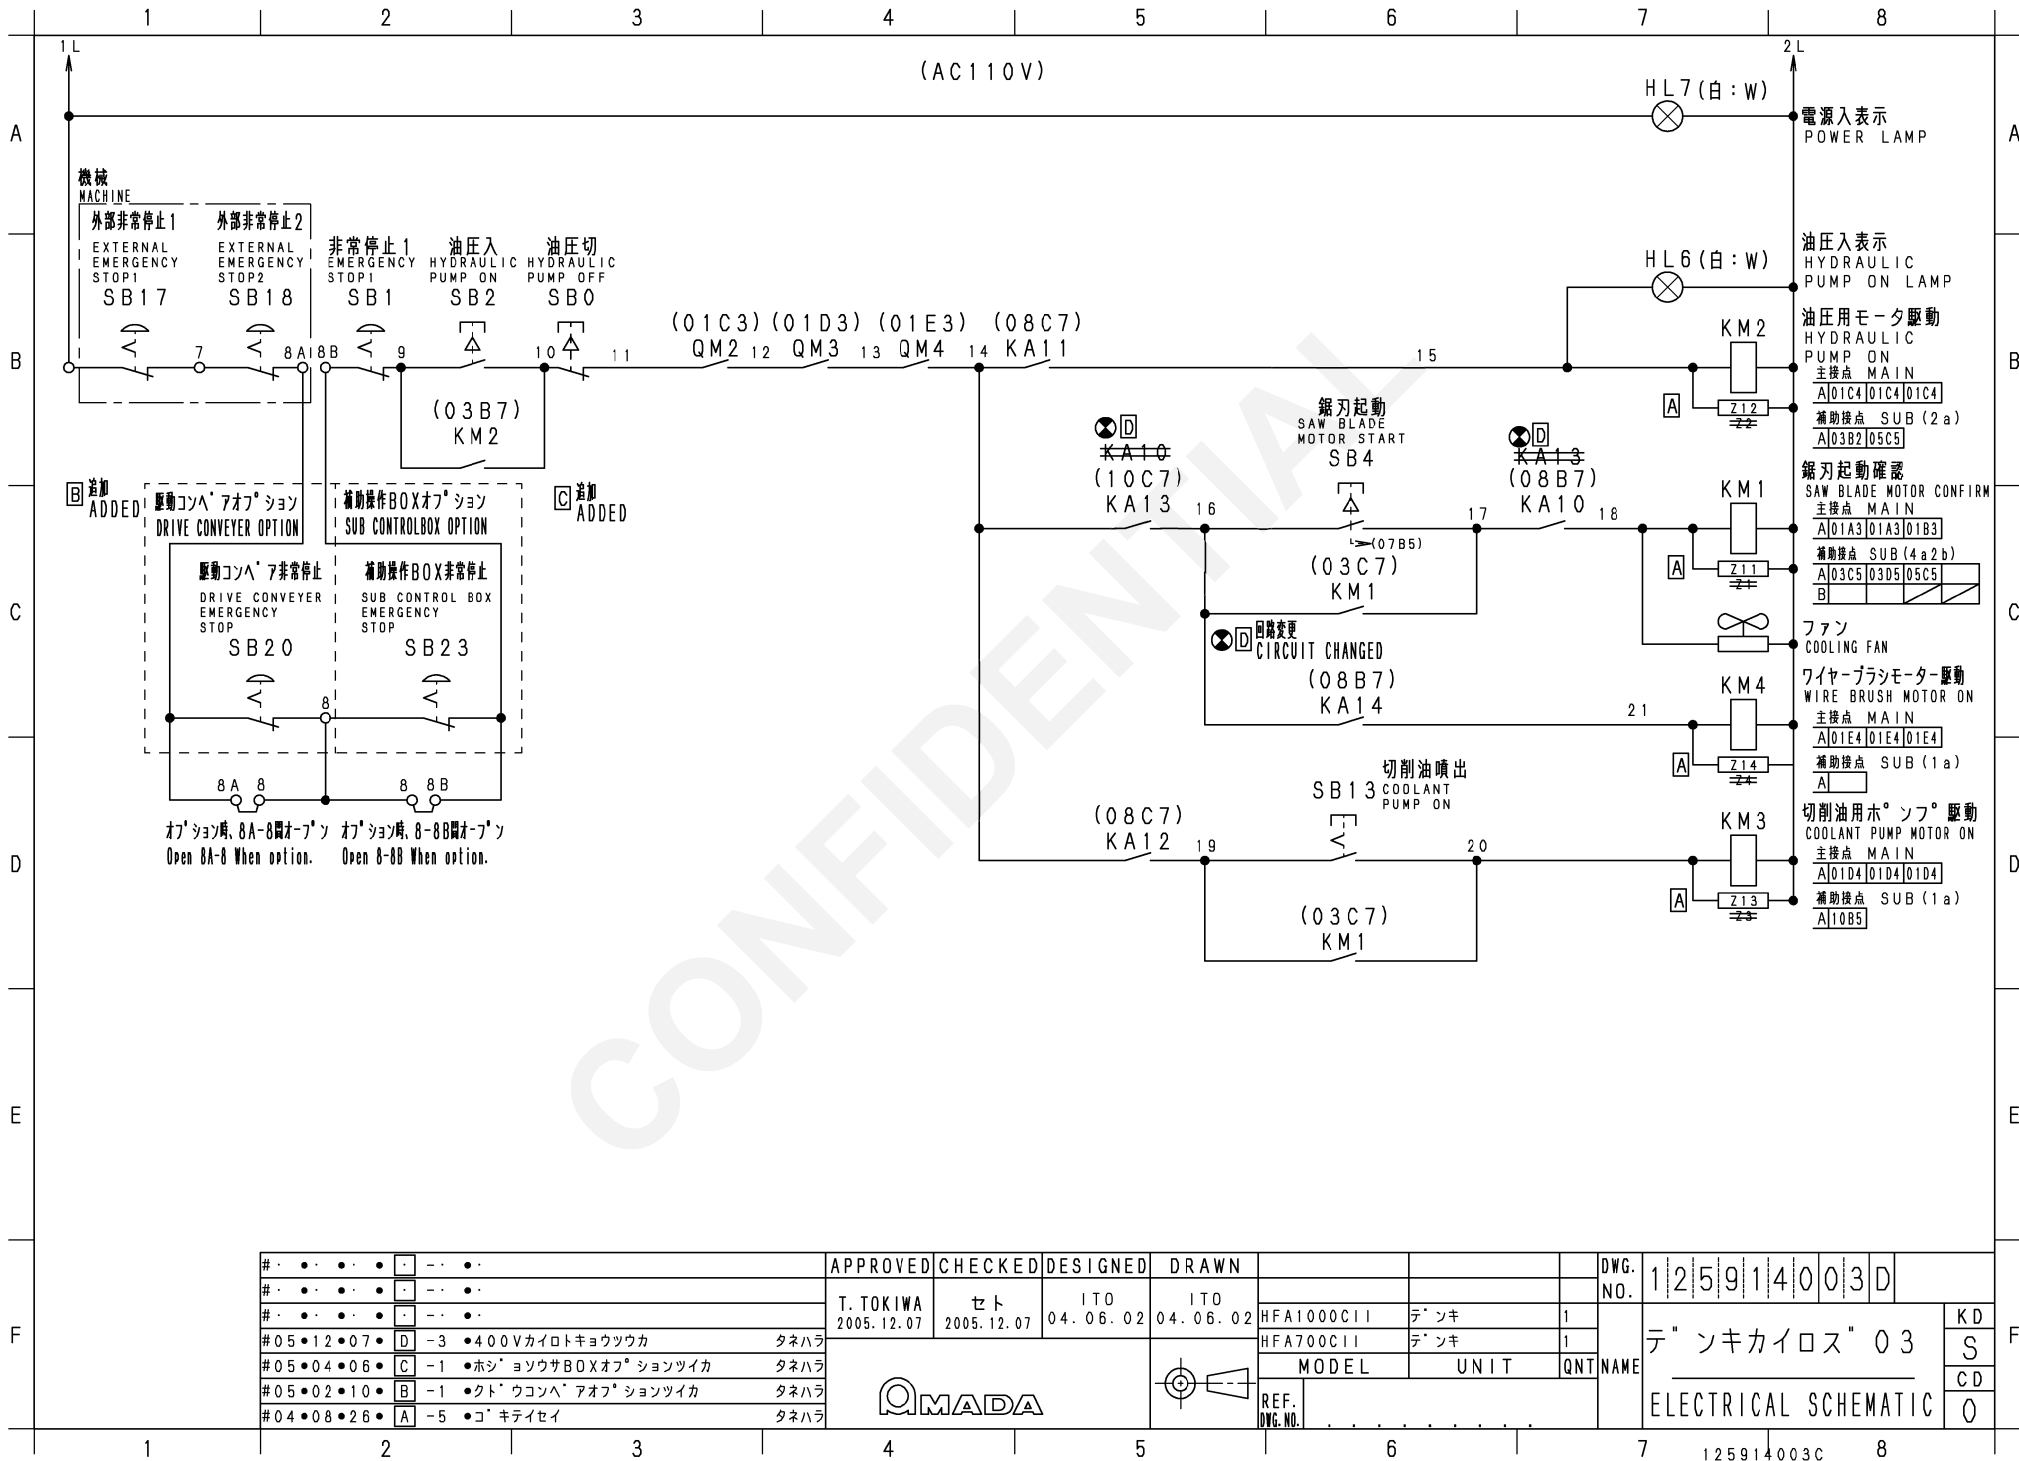 1 2 3 4 5 6 7 8
1L
2L
(AC110V)
HL7(白:W)
電源入表示
POWER LAMP
A
A
機械
MACHINE
外部非常停止1
EXTERNAL
EMERGENCY
STOP1
SB17
外部非常停止2
EXTERNAL
EMERGENCY
STOP2
SB18
非常停止1
EMERGENCY
STOP1
SB1
油圧入
HYDRAULIC
PUMP ON
SB2
油圧切
HYDRAULIC
PUMP OFF
SB0
HL6(白:W)
油圧入表示
HYDRAULIC
PUMP ON LAMP
(01C3) (01D3) (01E3) (08C7)
QM2 12 QM3 13 QM4 14 KA11
B
7 8A 8B 9 10 11
15
KM2
油圧用モータ駆動
HYDRAULIC
PUMP ON
主接点 MAIN
A 01C4 01C4 01C4
補助接点 SUB(2a)
A 03B2 05C5
B
A Z12
Z2
(03B7)
KM2
D
KA10
(10C7)
KA13
16
鋸刃起動
SAW BLADE
MOTOR START
SB4
(07B5)
17
D
KA13
(08B7)
KA10
18
KM1
鋸刃起動確認
SAW BLADE MOTOR CONFIRM
主接点 MAIN
A 01A3 01A3 01B3
補助接点 SUB(4a2b)
A 03C5 03D5 05C5
B
A Z11
Z1
B 追加
ADDED
駆動コンベアオプション
DRIVE CONVEYER OPTION
補助操作BOXオプション
SUB CONTROLBOX OPTION
C 追加
ADDED
駆動コンベア非常停止
DRIVE CONVEYER
EMERGENCY
STOP
SB20
補助操作BOX非常停止
SUB CONTROL BOX
EMERGENCY
STOP
SB23
8
(03C7)
KM1
C
C
ファン
COOLING FAN
D 回路変更
CIRCUIT CHANGED
(08B7)
KA14
21
KM4
ワイヤーブラシモーター駆動
WIRE BRUSH MOTOR ON
主接点 MAIN
A 01E4 01E4 01E4
補助接点 SUB(1a)
A
A Z14
Z4
8A 8
8 8B
オプション時、8A-8間オープン
Open 8A-8 When option.
オプション時、8-8B間オープン
Open 8-8B When option.
切削油噴出
SB13 COOLANT
PUMP ON
(08C7)
KA12
19
20
KM3
切削油用ポンプ駆動
COOLANT PUMP MOTOR ON
主接点 MAIN
A 01D4 01D4 01D4
補助接点 SUB(1a)
A 10B5
D
D
A Z13
Z3
(03C7)
KM1
CONFIDENTIAL
E
E
F
F
#05•12•07• D -3 •400Vカイロトキョウツウカ タネハラ
#05•04•06• C -1 •ホジョソウサBOXオプションツイカ タネハラ
#05•02•10• B -1 •クドウコンベアオプションツイカ タネハラ
#04•08•26• A -5 •ゴキテイセイ タネハラ
APPROVED CHECKED DESIGNED DRAWN
T. TOKIWA
2005.12.07
セト
2005.12.07
ITO
04.06.02
ITO
04.06.02
AMADA
HFA1000CII デンキ 1
HFA700CII デンキ 1
MODEL UNIT QNT
REF.
DWG.NO.
DWG.
NO.
125914003D
NAME
デンキカイロズ 03
ELECTRICAL SCHEMATIC
KD
S
CD
0
1 2 3 4 5 6 7 8
125914003C